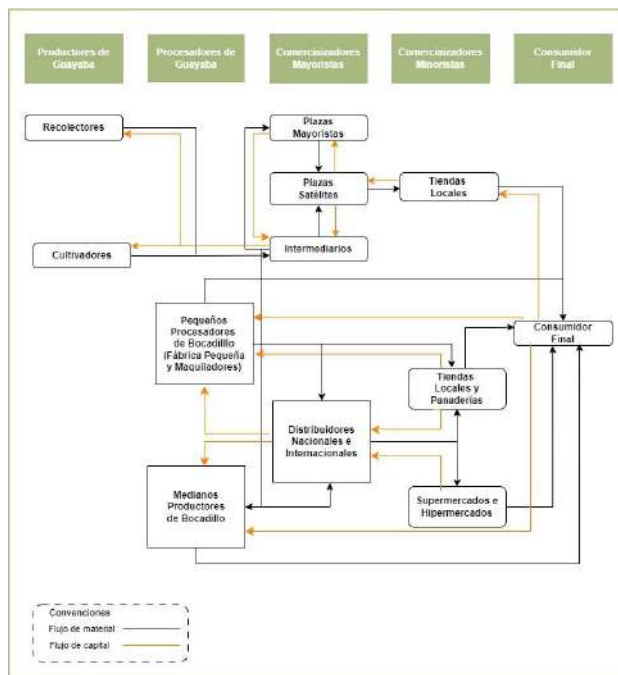 Productores de
Guayaba
Procesadores de
Guayaba
Comercializadores
Mayoristas
Comercializadores
Minoristas
Consumidor
Final
Recolectores
Plazas
Mayoristas
Plazas
Satélites
Tiendas
Locales
Cultivadores
Intermediarios
Pequeños
Procesadores
de Bocadillo
(Fábrica Pequeña
y Maquiladores)
Consumidor
Final
Tiendas
Locales y
Panaderías
Distribuidores
Nacionales e
Internacionales
Medianos
Productores
de Bocadillo
Supermercados e
Hipermercados
Convenciones
Flujo de material
Flujo de capital